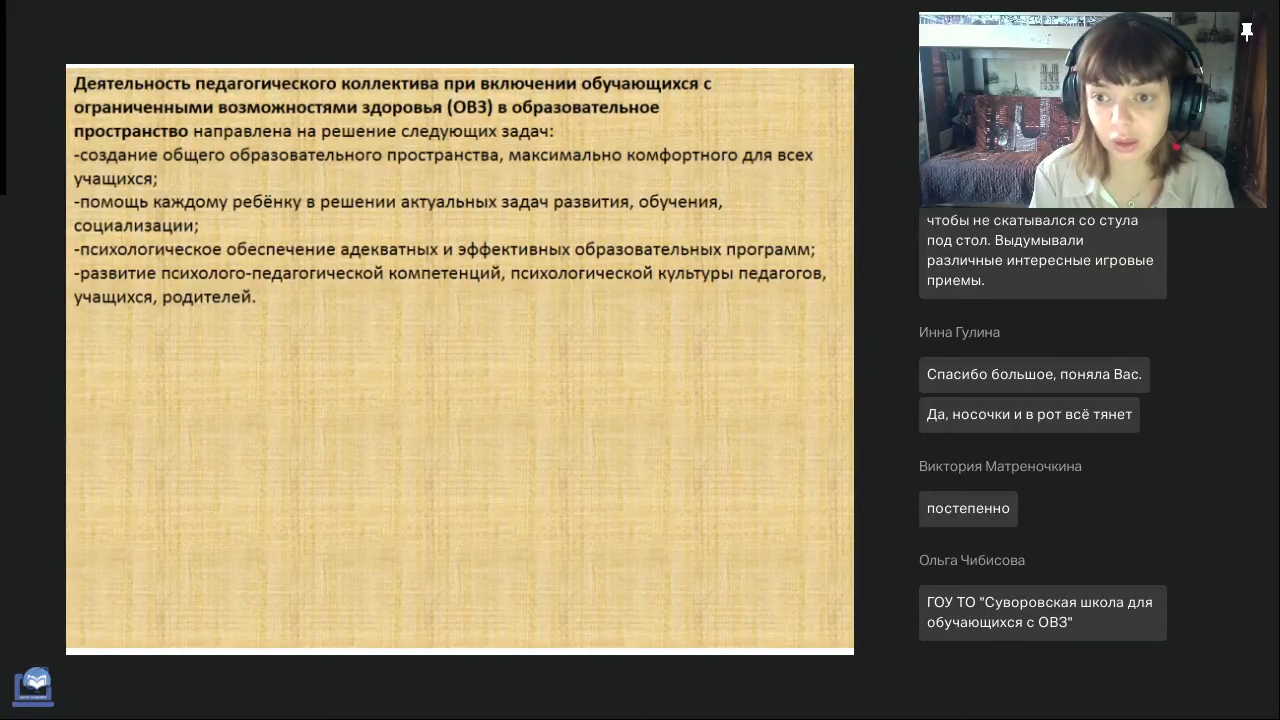 Деятельность педагогического коллектива при включении обучающихся с
ограниченными возможностями здоровья (ОВЗ) в образовательное
пространство направлена на решение следующих задач:
-создание общего образовательного пространства, максимально комфортного для всех
учащихся;
-помощь каждому ребёнку в решении актуальных задач развития, обучения,
социализации;
-психологическое обеспечение адекватных и эффективных образовательных программ;
-развитие психолого-педагогической компетенций, психологической культуры педагогов,
учащихся, родителей.
чтобы не скатывался со стула
под стол. Выдумывали
различные интересные игровые
приемы.
Инна Гулина
Спасибо большое, поняла Вас.
Да, носочки и в рот всё тянет
Виктория Матреночкина
постепенно
Ольга Чибисова
ГОУ ТО "Суворовская школа для
обучающихся с ОВЗ"